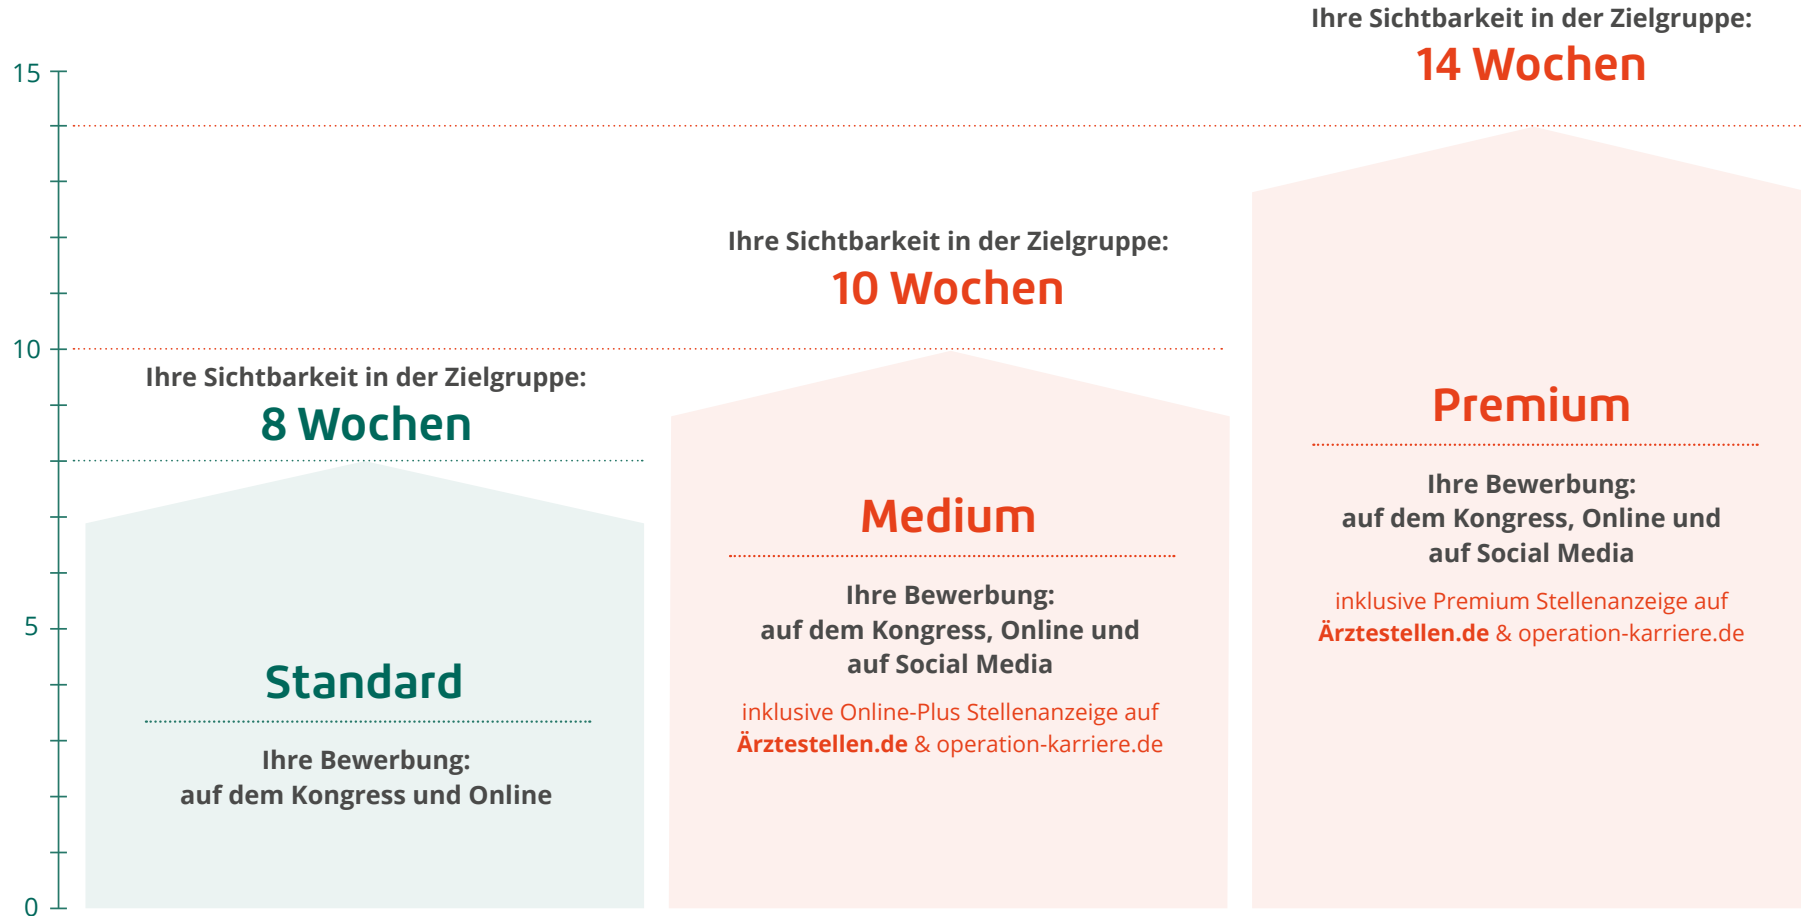 15
10
5
0
Ihre Sichtbarkeit in der Zielgruppe:
8 Wochen
Standard
Ihre Bewerbung:
auf dem Kongress und Online
Ihre Sichtbarkeit in der Zielgruppe:
10 Wochen
Medium
Ihre Bewerbung:
auf dem Kongress, Online und
auf Social Media
inklusive Online-Plus Stellenanzeige auf
Ärztestellen.de & operation-karriere.de
Ihre Sichtbarkeit in der Zielgruppe:
14 Wochen
Premium
Ihre Bewerbung:
auf dem Kongress, Online und
auf Social Media
inklusive Premium Stellenanzeige auf
Ärztestellen.de & operation-karriere.de